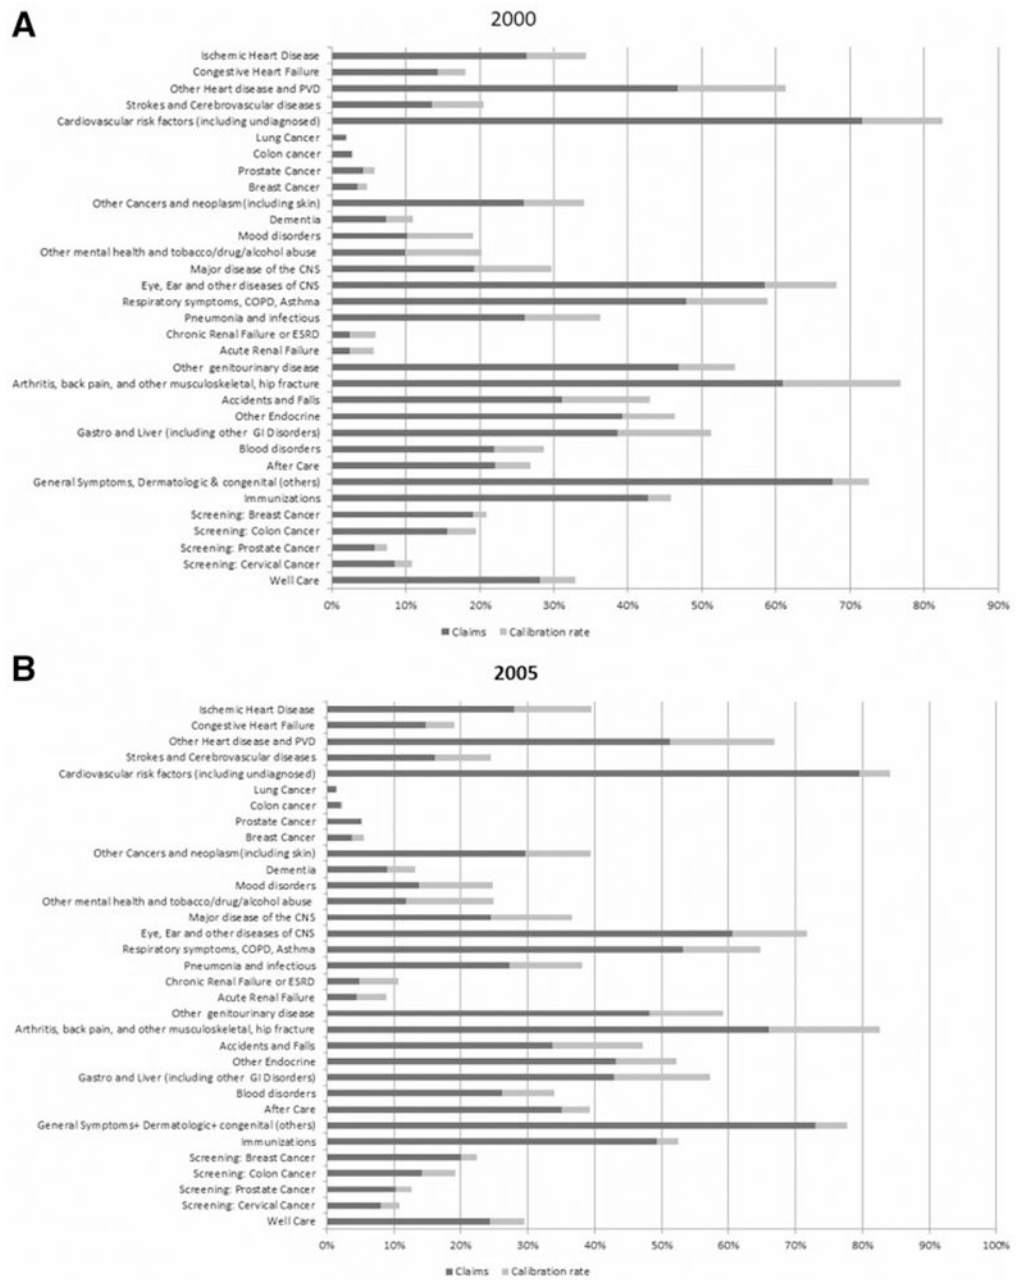 A
2000
Ischemic Heart Disease
Congestive Heart Failure
Other Heart disease and PVD
Strokes and Cerebrovascular diseases
Cardiovascular risk factors (including undiagnosed)
Lung Cancer
Colon cancer
Prostate Cancer
Breast Cancer
Other Cancers and neoplasm (including skin)
Dementia
Mood disorders
Other mental health and tobacco/drug/alcohol abuse
Major disease of the CNS
Eye, Ear and other diseases of CNS
Respiratory symptoms, COPD, Asthma
Pneumonia and infectious
Chronic Renal Failure or ESRD
Acute Renal Failure
Other genitourinary disease
Arthritis, back pain, and other musculoskeletal, hip fracture
Accidents and Falls
Other Endocrine
Gastro and Liver (including other GI Disorders)
Blood disorders
After Care
General Symptoms, Dermatologic & congenital (others)
Immunizations
Screening: Breast Cancer
Screening: Colon Cancer
Screening: Prostate Cancer
Screening: Cervical Cancer
Well Care
0% 10% 20% 30% 40% 50% 60% 70% 80% 90%
Claims Calibration rate
B
2005
Ischemic Heart Disease
Congestive Heart Failure
Other Heart disease and PVD
Strokes and Cerebrovascular diseases
Cardiovascular risk factors (including undiagnosed)
Lung Cancer
Colon cancer
Prostate Cancer
Breast Cancer
Other Cancers and neoplasm (including skin)
Dementia
Mood disorders
Other mental health and tobacco/drug/alcohol abuse
Major disease of the CNS
Eye, Ear and other diseases of CNS
Respiratory symptoms, COPD, Asthma
Pneumonia and infectious
Chronic Renal Failure or ESRD
Acute Renal Failure
Other genitourinary disease
Arthritis, back pain, and other musculoskeletal, hip fracture
Accidents and Falls
Other Endocrine
Gastro and Liver (including other GI Disorders)
Blood disorders
After Care
General Symptoms+ Dermatologic+ congenital (others)
Immunizations
Screening: Breast Cancer
Screening: Colon Cancer
Screening: Prostate Cancer
Screening: Cervical Cancer
Well Care
0% 10% 20% 30% 40% 50% 60% 70% 80% 90% 100%
Claims Calibration rate